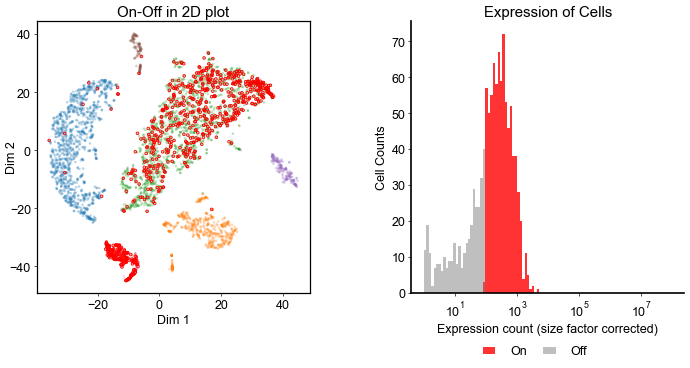 On-Off in 2D plot
Expression of Cells
40
20
0
−20
−40
Dim 2
−20
0
20
40
Dim 1
70
60
50
40
30
20
10
0
Cell Counts
10^1
10^3
10^5
10^7
Expression count (size factor corrected)
On
Off